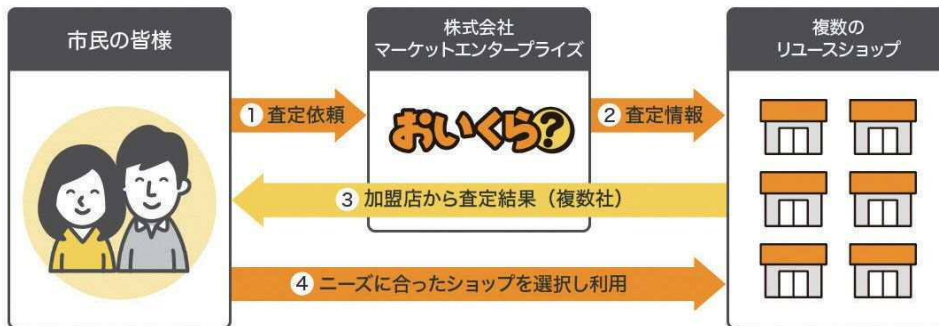 市民の皆様
株式会社
マーケットエンタープライズ
複数の
リユースショップ
1 査定依頼
おいくら?
2 査定情報
3 加盟店から査定結果（複数社）
4 ニーズに合ったショップを選択し利用